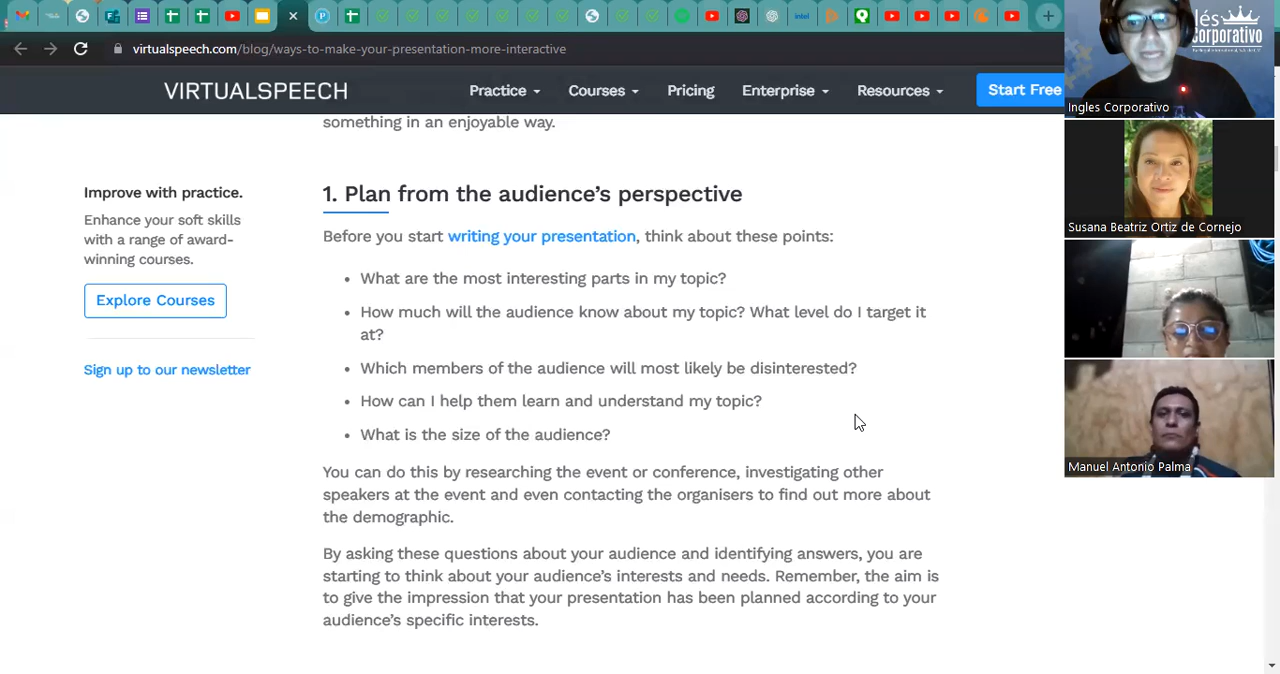 virtualspeech.com/blog/ways-to-make-your-presentation-more-interactive
VIRTUALSPEECH
Practice
Courses
Pricing
Enterprise
Resources
Start Free
something in an enjoyable way.
Improve with practice.
Enhance your soft skills
with a range of award-
winning courses.
Explore Courses
Sign up to our newsletter
1. Plan from the audience's perspective
Before you start writing your presentation, think about these points:
• What are the most interesting parts in my topic?
• How much will the audience know about my topic? What level do I target it
at?
• Which members of the audience will most likely be disinterested?
• How can I help them learn and understand my topic?
• What is the size of the audience?
You can do this by researching the event or conference, investigating other
speakers at the event and even contacting the organisers to find out more about
the demographic.
By asking these questions about your audience and identifying answers, you are
starting to think about your audience's interests and needs. Remember, the aim is
to give the impression that your presentation has been planned according to your
audience's specific interests.
lés
corporativo
Ingles Corporativo
Susana Beatriz Ortiz de Cornejo
Manuel Antonio Palma